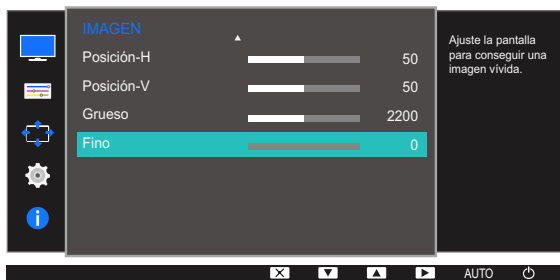 IMAGEN
Posición-H 50
Posición-V 50
Grueso 2200
Fino 0
Ajuste la pantalla
para conseguir una
imagen vívida.
AUTO